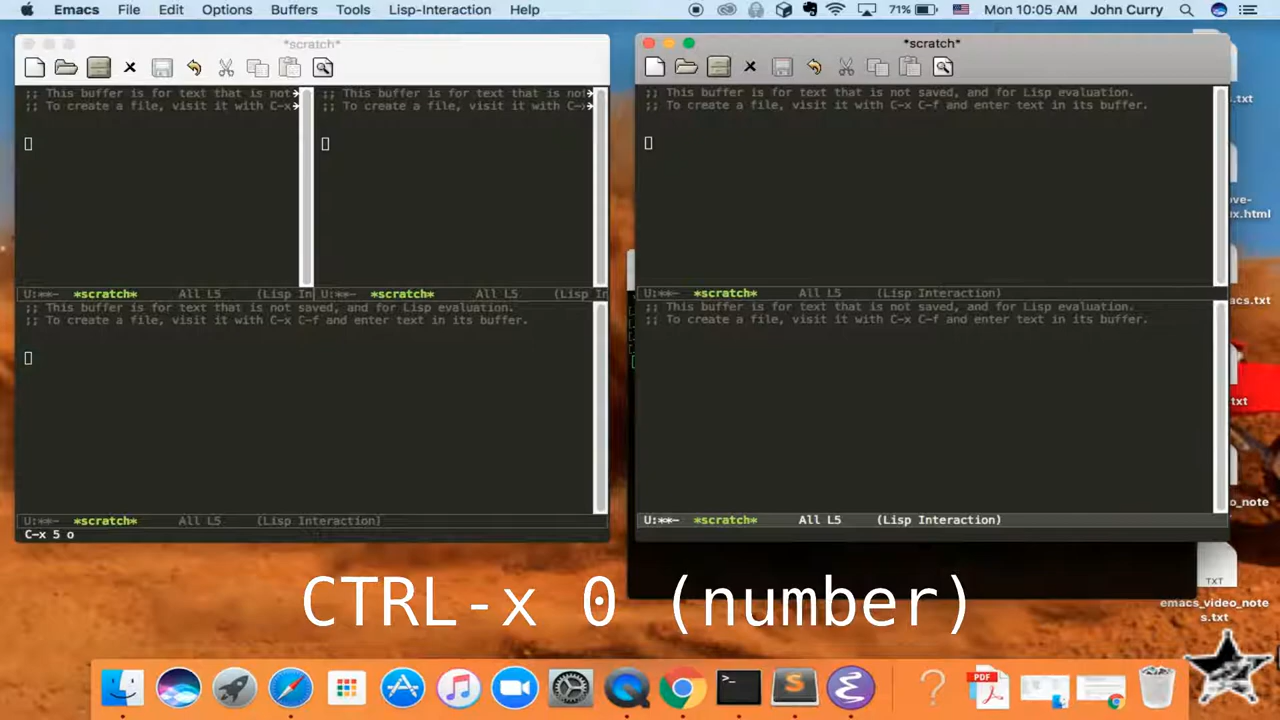 Emacs File Edit Options Buffers Tools Lisp-Interaction Help 71% Mon 10:05 AM John Curry
*scratch*
;; This buffer is for text that is not
;; To create a file, visit it with C-x
;; This buffer is for text that is no
;; To create a file, visit it with C-
U:**- *scratch* All L5 (Lisp In
U:**- *scratch* All L5 (Lisp In
;; This buffer is for text that is not saved, and for Lisp evaluation.
;; To create a file, visit it with C-x C-f and enter text in its buffer.
U:**- *scratch* All L5 (Lisp Interaction)
C-x 5 o
*scratch*
;; This buffer is for text that is not saved, and for Lisp evaluation.
;; To create a file, visit it with C-x C-f and enter text in its buffer.
U:**- *scratch* All L5 (Lisp Interaction)
;; This buffer is for text that is not saved, and for Lisp evaluation.
;; To create a file, visit it with C-x C-f and enter text in its buffer.
U:**- *scratch* All L5 (Lisp Interaction)
.txt
ve-
x.html
acs.txt
txt
o_note
TXT
emacs_video_note
s.txt
CTRL-x 0 (number)
PDF